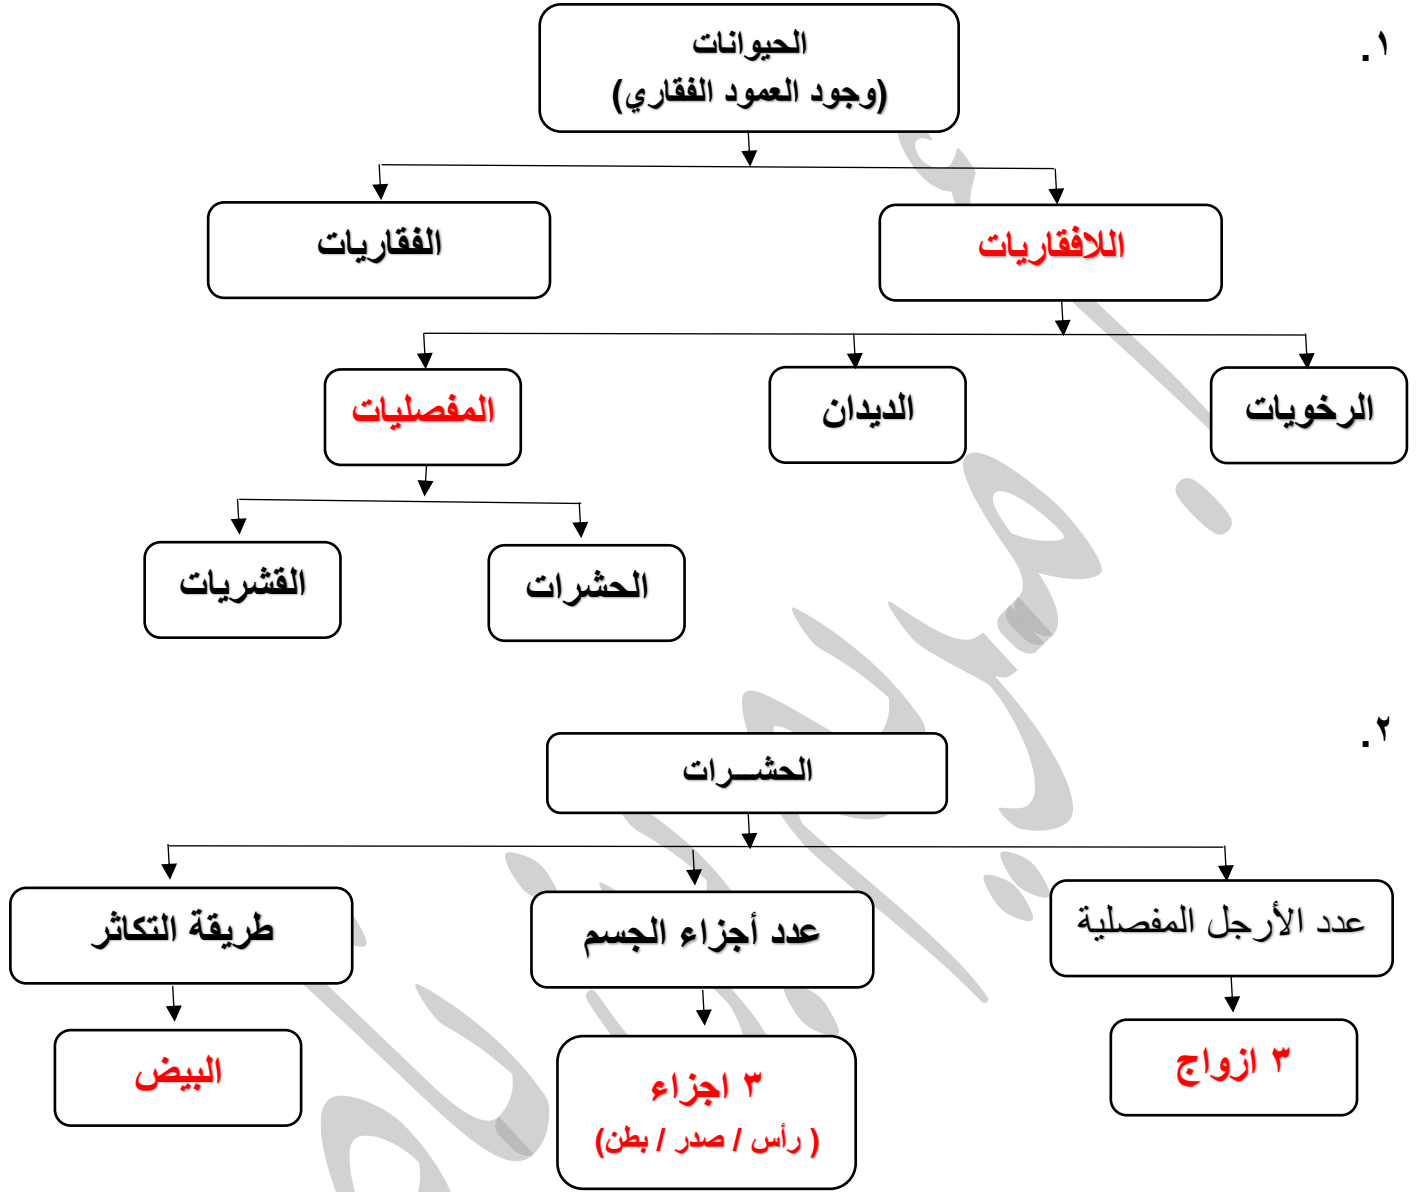 ١.
الحيوانات
(وجود العمود الفقاري)
اللافقاريات
الفقاريات
الرخويات
الديدان
المفصليات
الحشرات
القشريات
٢.
الحشـــرات
عدد الأرجل المفصلية
عدد أجزاء الجسم
طريقة التكاثر
٣ ازواج
٣ اجزاء
( رأس / صدر / بطن)
البيض